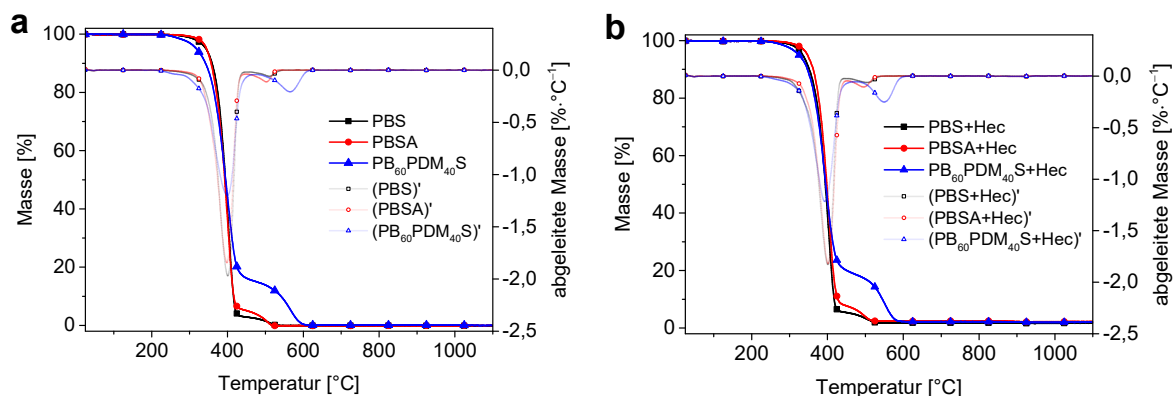 a
100
80
60
40
20
0
Masse [%]
200
400
600
800
1000
Temperatur [°C]
0,0
-0,5
-1,0
-1,5
-2,0
-2,5
abgeleitete Masse [%·°C⁻¹]
PBS
PBSA
PB₆₀PDM₄₀S
(PBS)'
(PBSA)'
(PB₆₀PDM₄₀S)'
b
100
80
60
40
20
0
Masse [%]
200
400
600
800
1000
Temperatur [°C]
0,0
-0,5
-1,0
-1,5
-2,0
-2,5
abgeleitete Masse [%·°C⁻¹]
PBS+Hec
PBSA+Hec
PB₆₀PDM₄₀S+Hec
(PBS+Hec)'
(PBSA+Hec)'
(PB₆₀PDM₄₀S+Hec)'